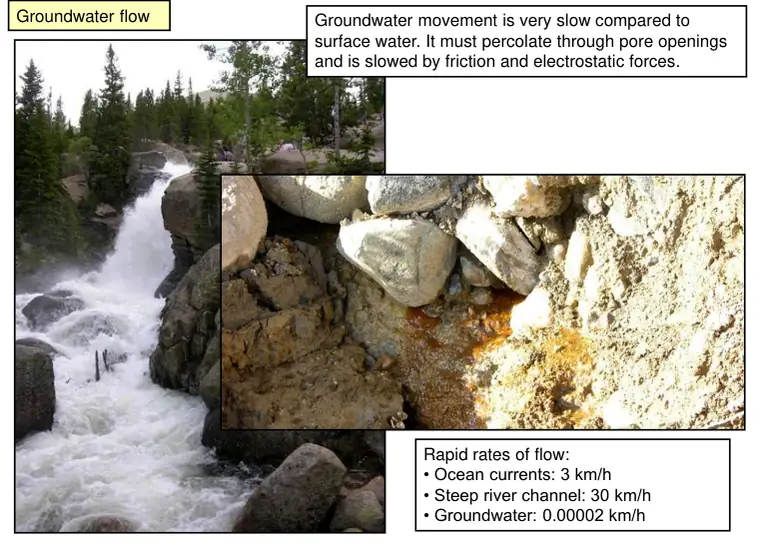 Groundwater flow
Groundwater movement is very slow compared to
surface water. It must percolate through pore openings
and is slowed by friction and electrostatic forces.
Rapid rates of flow:
• Ocean currents: 3 km/h
• Steep river channel: 30 km/h
• Groundwater: 0.00002 km/h